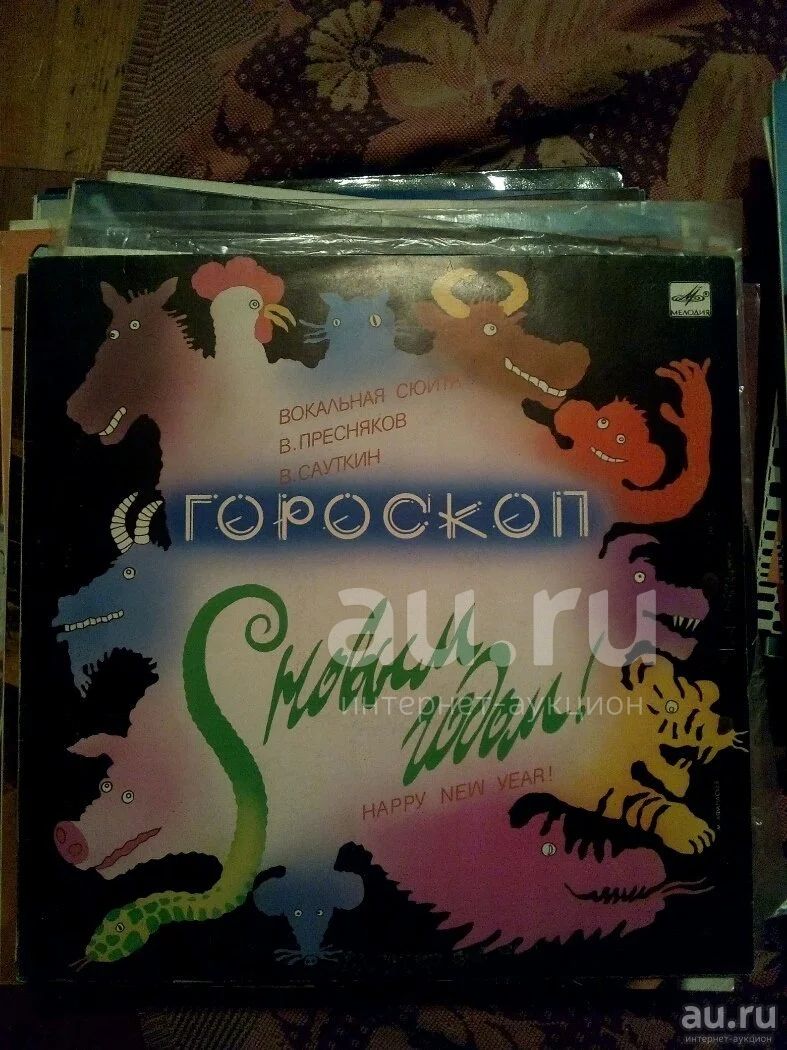 МЕЛОДИЯ
ВОКАЛЬНАЯ СЮИТА
В. ПРЕСНЯКОВ
В. САУТКИН
ГОРОСКОП
С новым
годом!
HAPPY NEW YEAR!
au.ru
интернет-аукцион
au.ru
интернет-аукцион